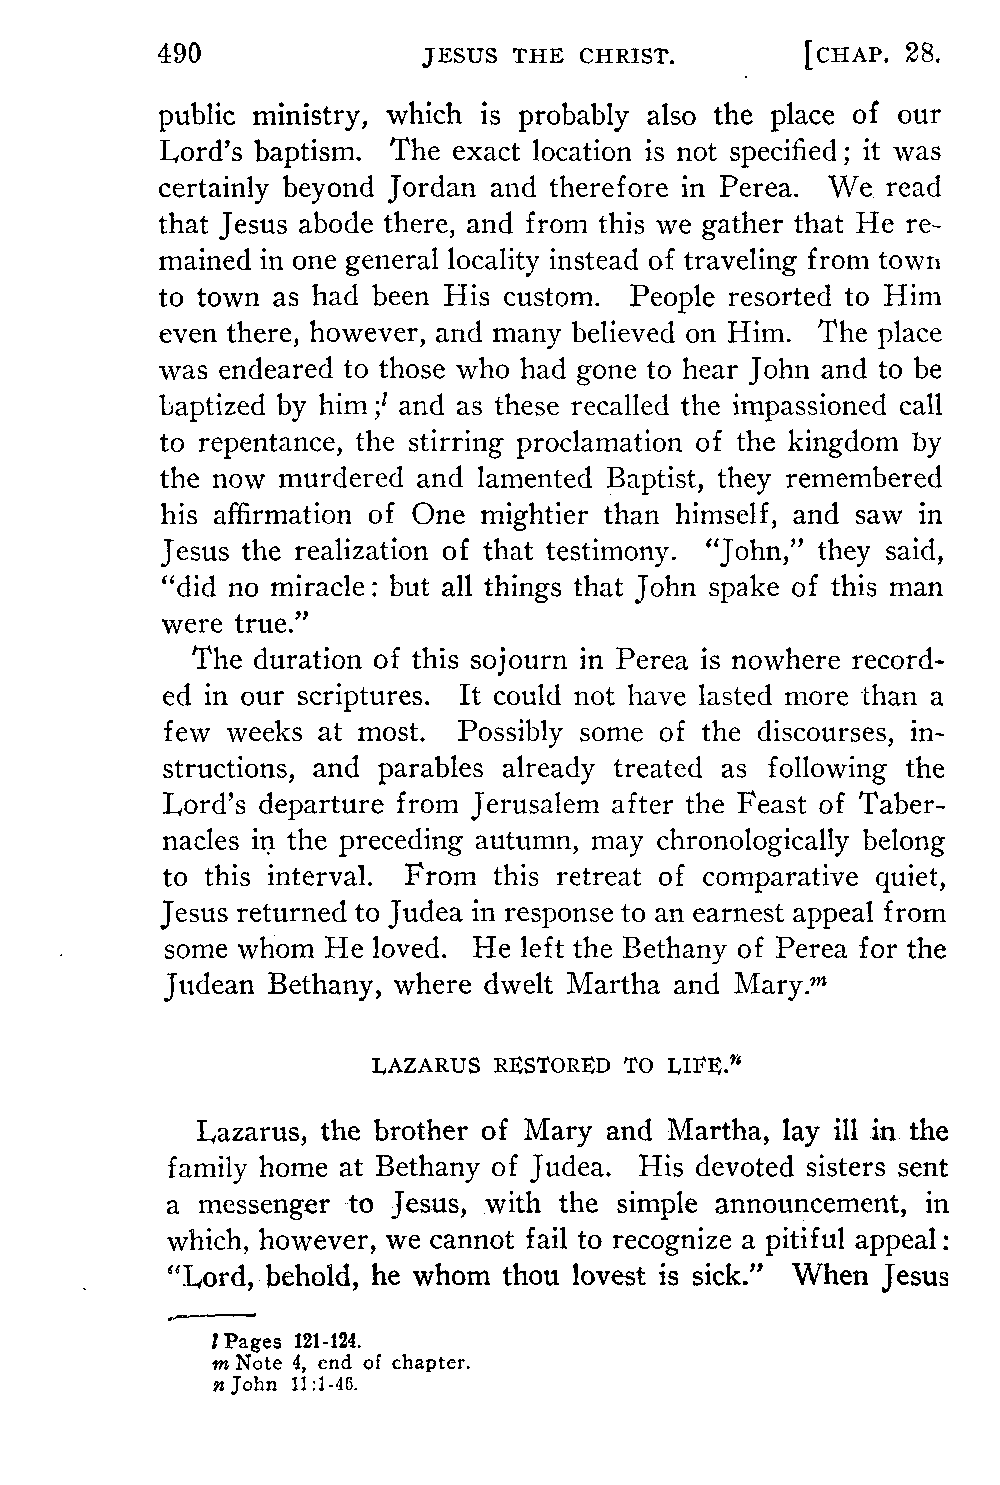 490 JESUS THE CHRIST. [CHAP. 28.
public ministry, which is probably also the place of our
Lord's baptism. The exact location is not specified; it was
certainly beyond Jordan and therefore in Perea. We read
that Jesus abode there, and from this we gather that He re-
mained in one general locality instead of traveling from town
to town as had been His custom. People resorted to Him
even there, however, and many believed on Him. The place
was endeared to those who had gone to hear John and to be
baptized by him;l and as these recalled the impassioned call
to repentance, the stirring proclamation of the kingdom by
the now murdered and lamented Baptist, they remembered
his affirmation of One mightier than himself, and saw in
Jesus the realization of that testimony. "John," they said,
"did no miracle: but all things that John spake of this man
were true."
The duration of this sojourn in Perea is nowhere record-
ed in our scriptures. It could not have lasted more than a
few weeks at most. Possibly some of the discourses, in-
structions, and parables already treated as following the
Lord's departure from Jerusalem after the Feast of Taber-
nacles in the preceding autumn, may chronologically belong
to this interval. From this retreat of comparative quiet,
Jesus returned to Judea in response to an earnest appeal from
some whom He loved. He left the Bethany of Perea for the
Judean Bethany, where dwelt Martha and Mary.m
LAZARUS RESTORED TO LIFE.n
Lazarus, the brother of Mary and Martha, lay ill in the
family home at Bethany of Judea. His devoted sisters sent
a messenger to Jesus, with the simple announcement, in
which, however, we cannot fail to recognize a pitiful appeal:
"Lord, behold, he whom thou lovest is sick." When Jesus
l Pages 121-124.
m Note 4, end of chapter.
n John 11:1-46.